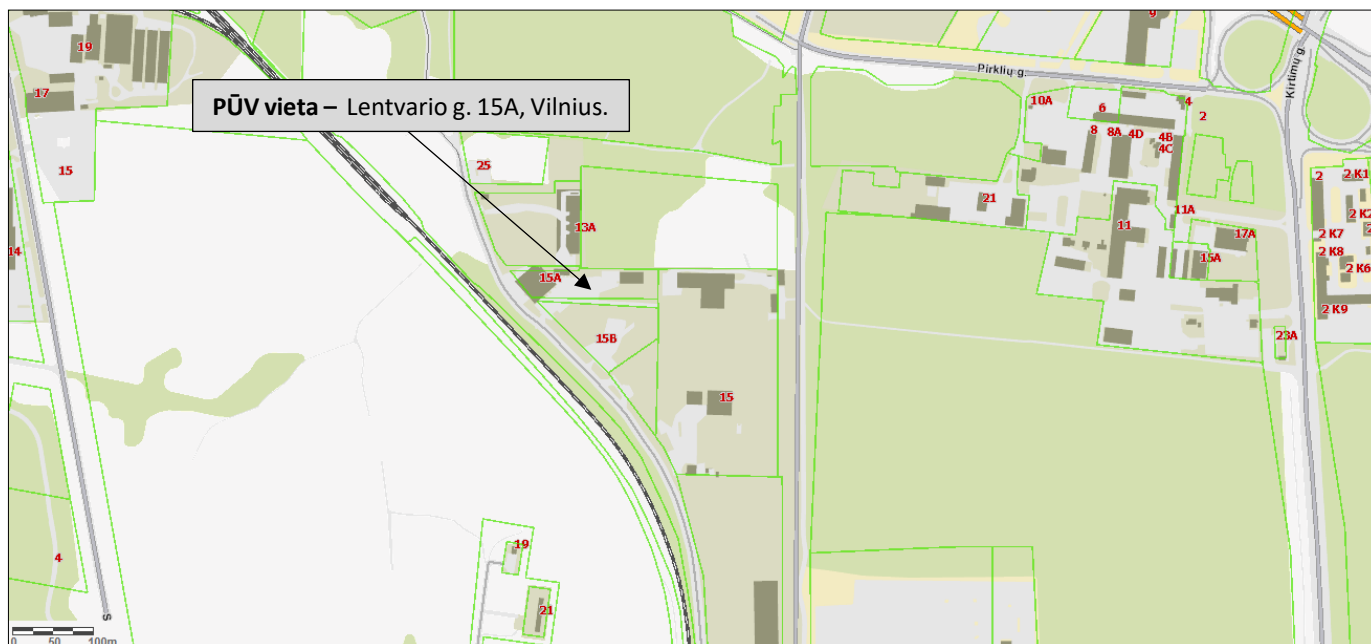 9
19
Pirklių g.
Kirtimų g.
17
PŪV vieta – Lentvario g. 15A, Vilnius.
10A
6
4
2
8
8A
4D
4B
4C
15
25
2
2 K1
21
2 K2
13A
11
11A
17A
2 K7
14
2 K8
15A
15A
2 K6
2 K9
15B
23A
15
19
4
21
S
0 50 100m